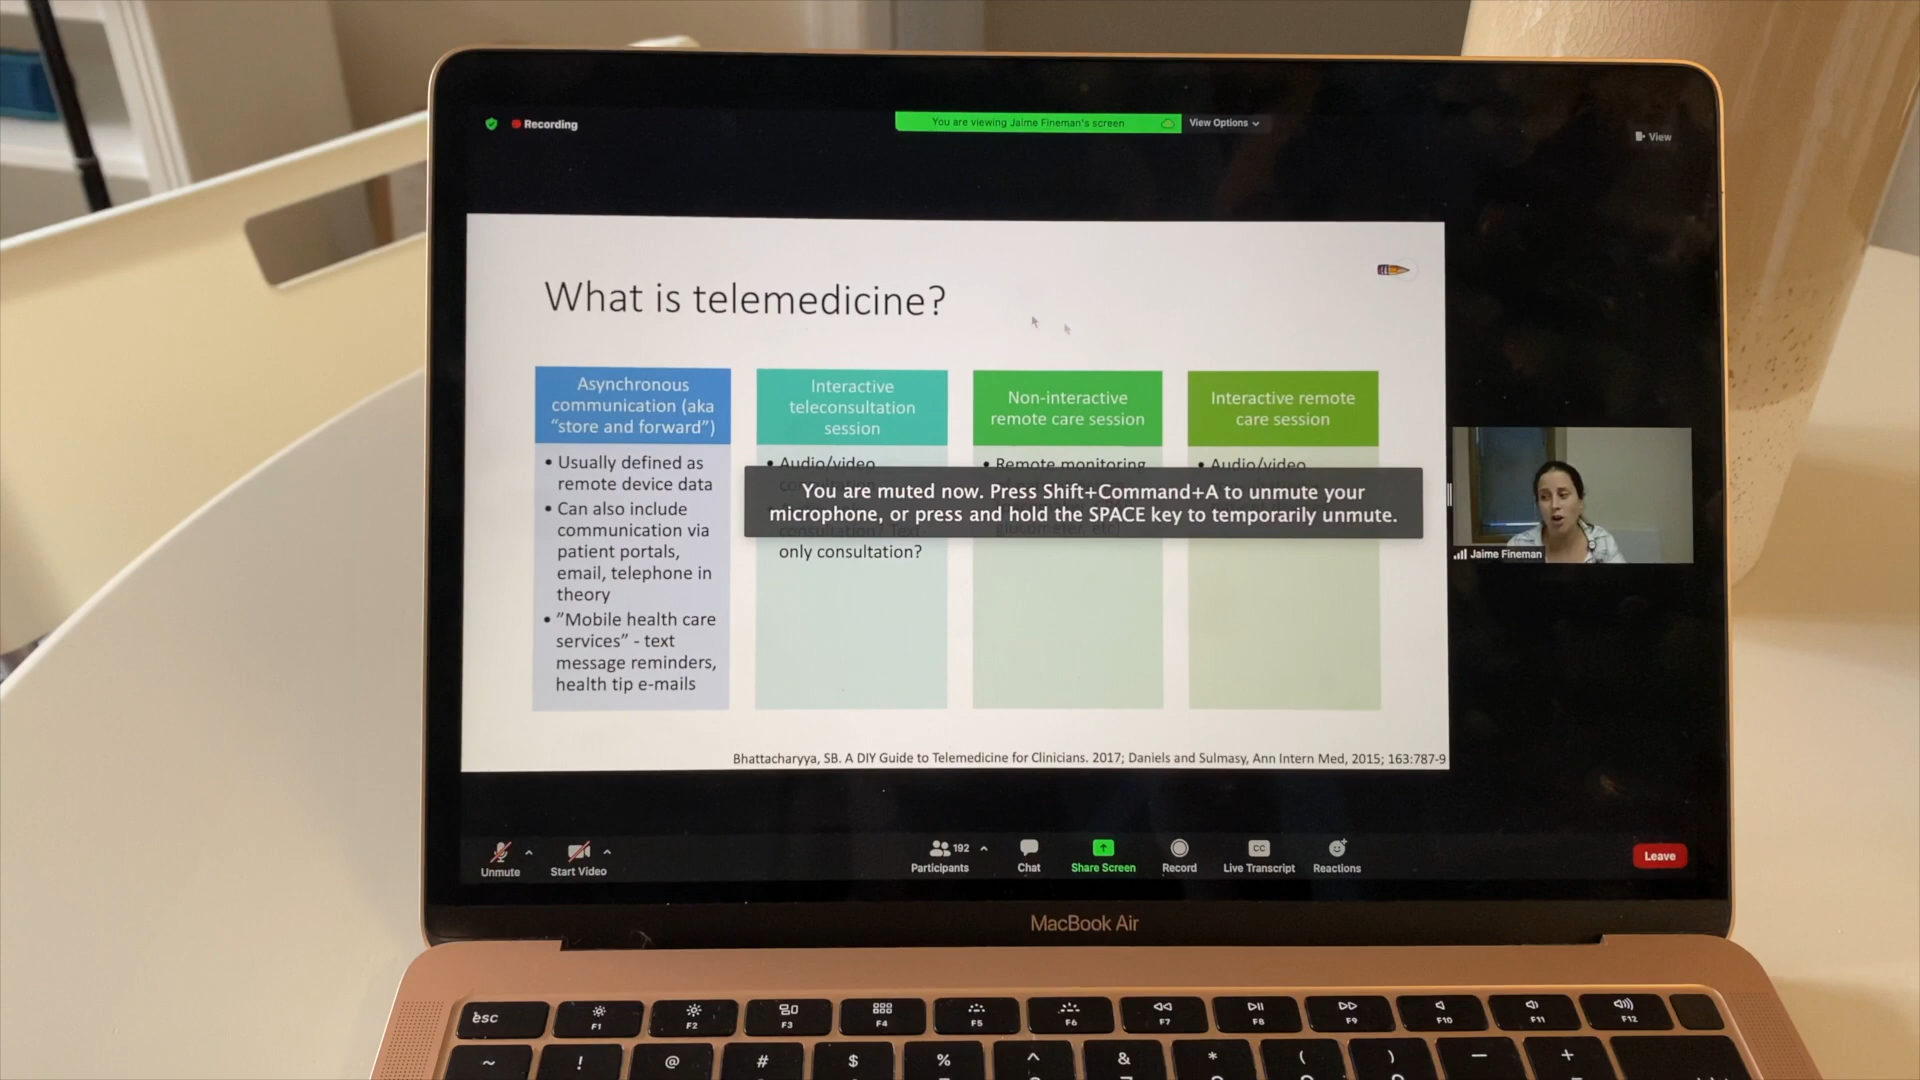 Recording
You are viewing Jaime Fineman's screen
View Options
View
What is telemedicine?
Asynchronous
communication (aka
“store and forward”)
• Usually defined as
remote device data
• Can also include
communication via
patient portals,
email, telephone in
theory
• ”Mobile health care
services” - text
message reminders,
health tip e-mails
Interactive
teleconsultation
session
• Audio/video
only consultation?
Non-interactive
remote care session
• Remote monitoring
Interactive remote
care session
• Audio/video
You are muted now. Press Shift+Command+A to unmute your
microphone, or press and hold the SPACE key to temporarily unmute.
Jaime Fineman
Bhattacharyya, SB. A DIY Guide to Telemedicine for Clinicians. 2017; Daniels and Sulmasy, Ann Intern Med, 2015; 163:787-9
Unmute
Start Video
192
Participants
Chat
Share Screen
Record
CC
Live Transcript
Reactions
Leave
MacBook Air
esc
F1
F2
F3
F4
F5
F6
F7
F8
F9
F10
F11
F12
~
!
@
#
$
%
^
&
*
(
)
—
+